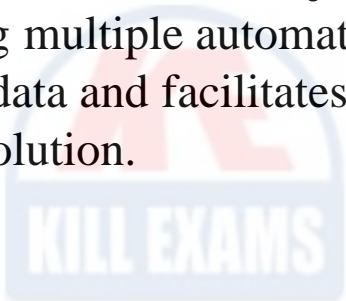 g multiple automat
data and facilitates
olution.
KILL EXAMS